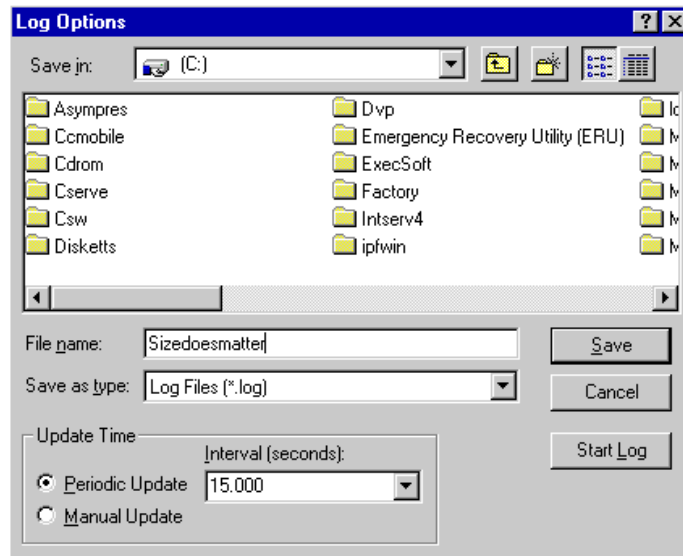 Log Options
Save in: (C:)
Asympres
Ccmobile
Cdrom
Cserve
Csw
Disketts
Dvp
Emergency Recovery Utility (ERU)
ExecSoft
Factory
Intserv4
ipfwin
File name: Sizedoesmatter
Save
Save as type: Log Files (*.log)
Cancel
Update Time
Interval (seconds):
Start Log
Periodic Update 15.000
Manual Update